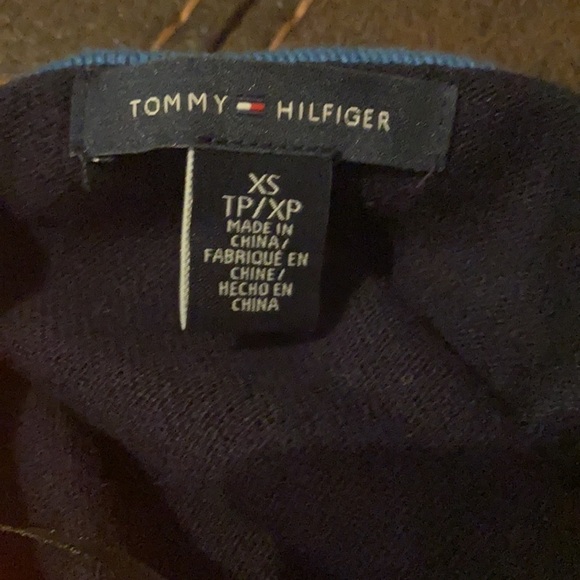 TOMMY HILFIGER
XS
TP/XP
MADE IN
CHINA/
FABRIQUÉ EN
CHINE/
HECHO EN
CHINA